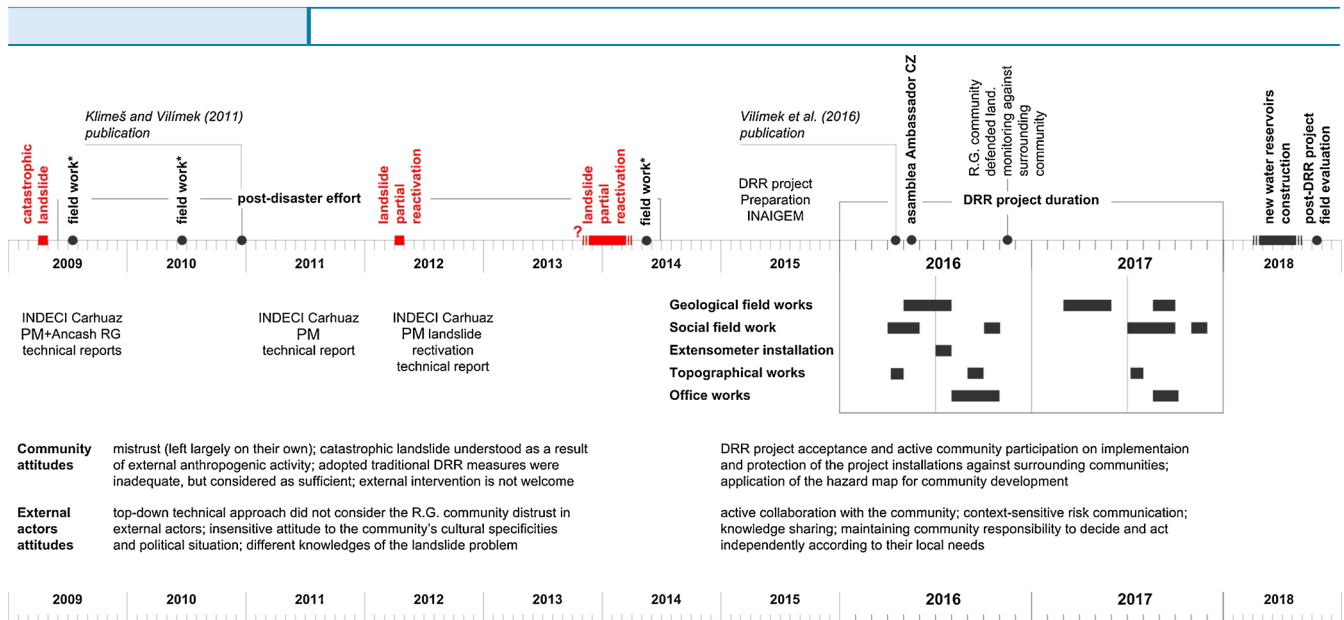 Klimeš and Vilímek (2011)
publication
catastrophic
landslide
field work*
field work*
post-disaster effort
landslide
partial
reactivation
?
landslide
partial
reactivation
field work*
Vilímek et al. (2016)
publication
DRR project
Preparation
INAIGEM
asamblea Ambassador CZ
R.G. community
defended land.
monitoring against
surrounding
community
DRR project duration
new water reservoirs
construction
post-DRR project
field evaluation
2009 2010 2011 2012 2013 2014 2015 2016 2017 2018
INDECI Carhuaz
PM+Ancash RG
technical reports
INDECI Carhuaz
PM
technical report
INDECI Carhuaz
PM landslide
rectivation
technical report
Geological field works
Social field work
Extensometer installation
Topographical works
Office works
Community
attitudes
mistrust (left largely on their own); catastrophic landslide understood as a result
of external anthropogenic activity; adopted traditional DRR measures were
inadequate, but considered as sufficient; external intervention is not welcome
DRR project acceptance and active community participation on implementaion
and protection of the project installations against surrounding communities;
application of the hazard map for community development
External
actors
attitudes
top-down technical approach did not consider the R.G. community distrust in
external actors; insensitive attitude to the community's cultural specificities
and political situation; different knowledges of the landslide problem
active collaboration with the community; context-sensitive risk communication;
knowledge sharing; maintaining community responsibility to decide and act
independently according to their local needs
2009 2010 2011 2012 2013 2014 2015 2016 2017 2018